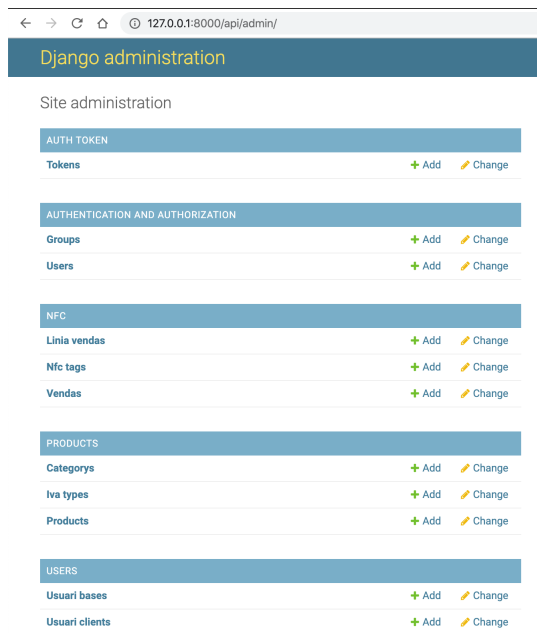 127.0.0.1:8000/api/admin/
Django administration
Site administration
AUTH TOKEN
Tokens Add Change
AUTHENTICATION AND AUTHORIZATION
Groups Add Change
Users Add Change
NFC
Linia vendas Add Change
Nfc tags Add Change
Vendas Add Change
PRODUCTS
Categorys Add Change
Iva types Add Change
Products Add Change
USERS
Usuari bases Add Change
Usuari clients Add Change